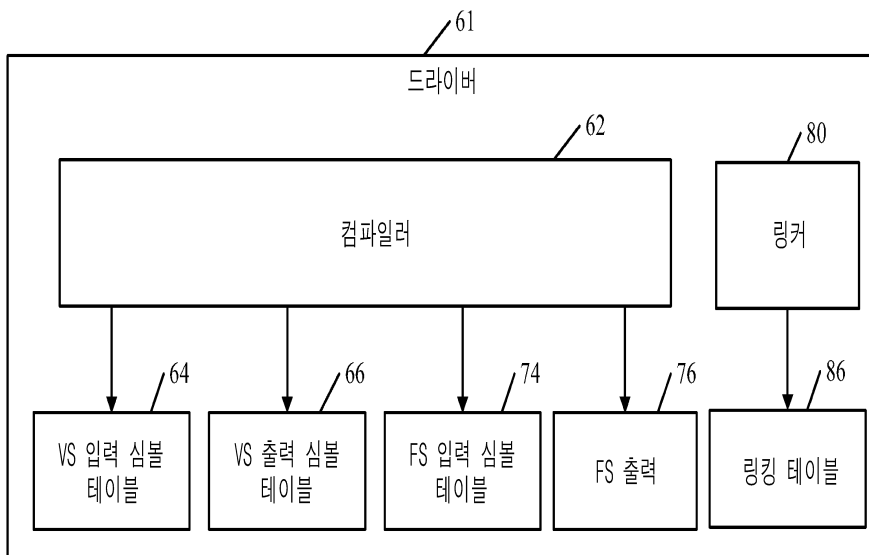 61
드라이버
62
80
컴파일러
링커
64
66
74
76
86
VS 입력 심볼
테이블
VS 출력 심볼
테이블
FS 입력 심볼
테이블
FS 출력
링킹 테이블